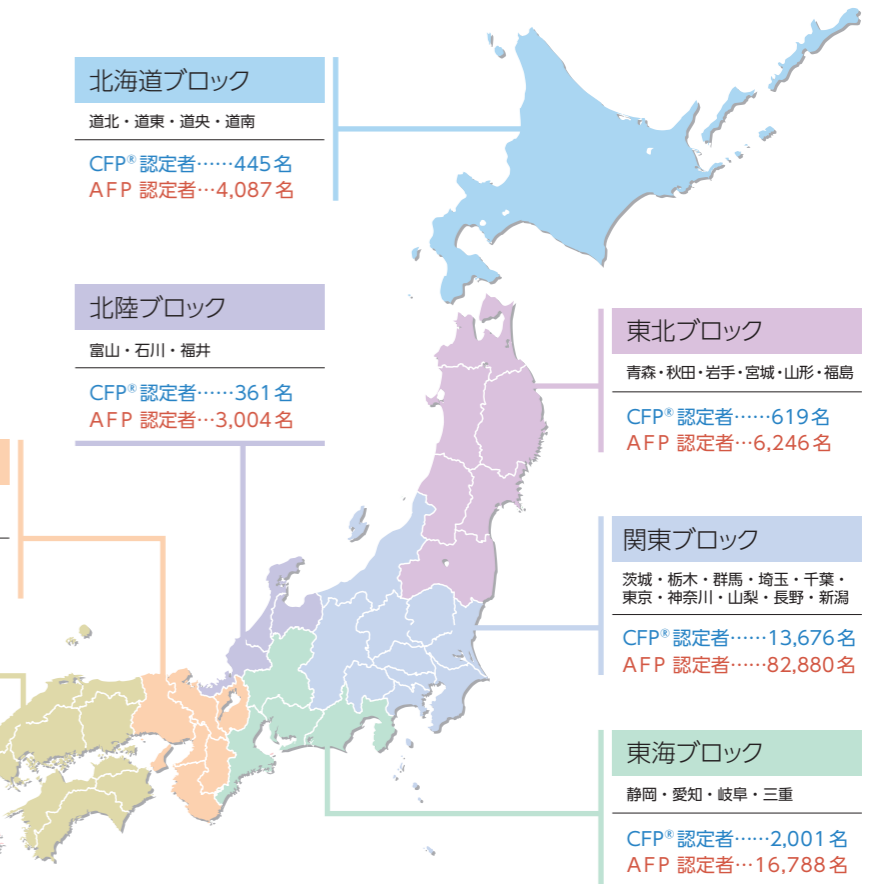 北海道ブロック
道北・道東・道央・道南
CFP®認定者……445名
AFP 認定者…4,087名
北陸ブロック
富山・石川・福井
CFP®認定者……361名
AFP 認定者…3,004名
東北ブロック
青森・秋田・岩手・宮城・山形・福島
CFP®認定者……619名
AFP 認定者…6,246名
関東ブロック
茨城・栃木・群馬・埼玉・千葉・
東京・神奈川・山梨・長野・新潟
CFP®認定者……13,676名
AFP 認定者……82,880名
東海ブロック
静岡・愛知・岐阜・三重
CFP®認定者……2,001名
AFP 認定者…16,788名